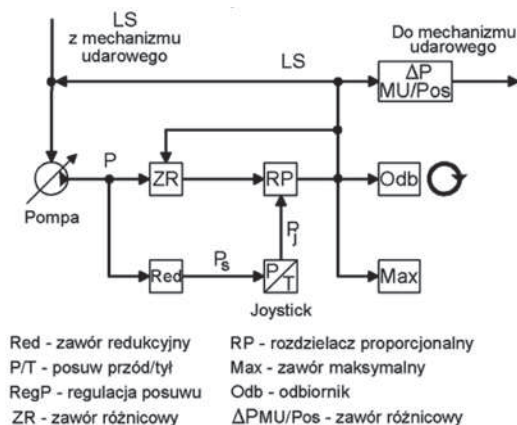 LS
z mechanizmu
udarowego
Do mechanizmu
udarowego
LS
ΔP
MU/Pos
P
ZR
RP
Odb
Pompa
Pj
Red
Ps
P/T
Max
Joystick
Red - zawór redukcyjny
RP - rozdzielacz proporcjonalny
P/T - posuw przód/tył
Max - zawór maksymalny
RegP - regulacja posuwu
Odb - odbiornik
ZR - zawór różnicowy
ΔPMU/Pos - zawór różnicowy